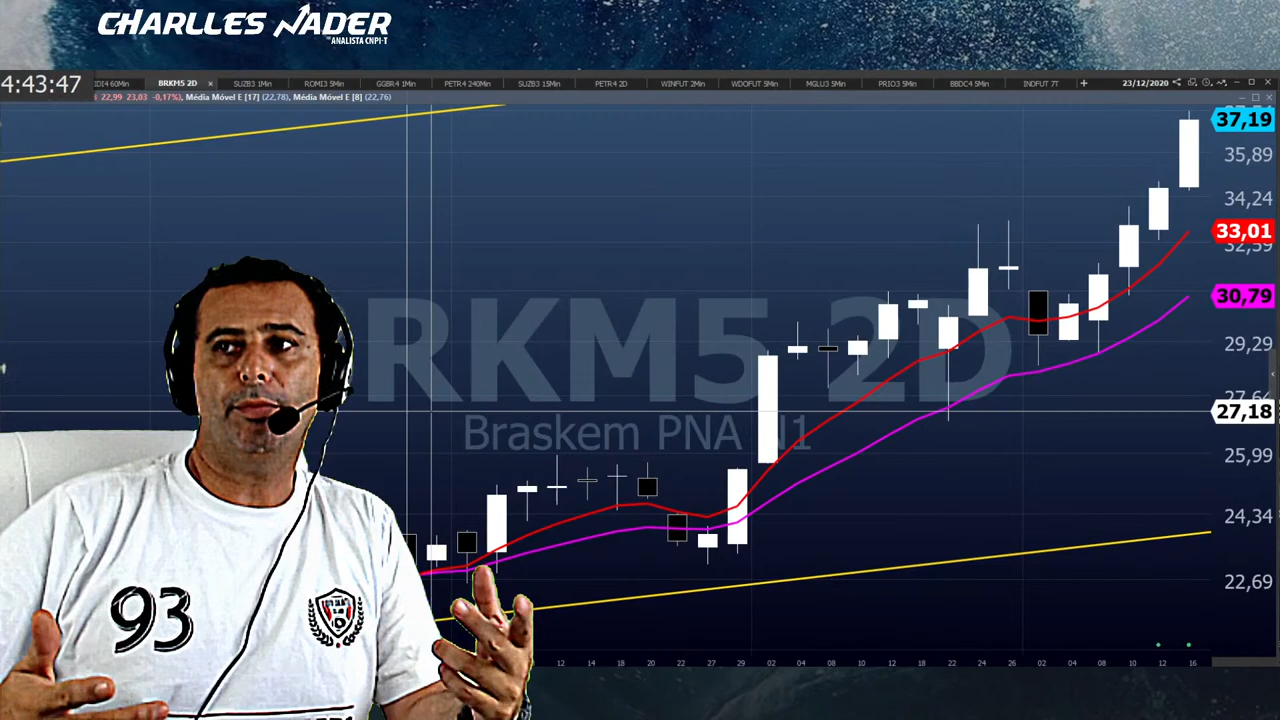 CHARLLES NADER
ANALISTA CNPI-T
4:43:47
DI4 60Min BRKM5 2D × SUZB3 1Min ROMI3 5Min GGBR4 1Min PETR4 240Min SUZB3 15Min PETR4 2D WINFUT 2Min WDOFUT 5Min MGLU3 5Min PRIO3 5Min BBDC4 5Min INDFUT 7T + 23/12/2020
22,99 23,03 -0,17%), Média Móvel E [17] (22,78), Média Móvel E [8] (22,76)
37,19
35,89
34,24
33,01
32,59
30,79
29,29
27,18
25,99
24,34
22,69
RKM5 2D
Braskem PNA N1
93
12 14 18 20 22 27 29 02 04 08 10 12 18 22 24 26 02 04 08 10 12 16